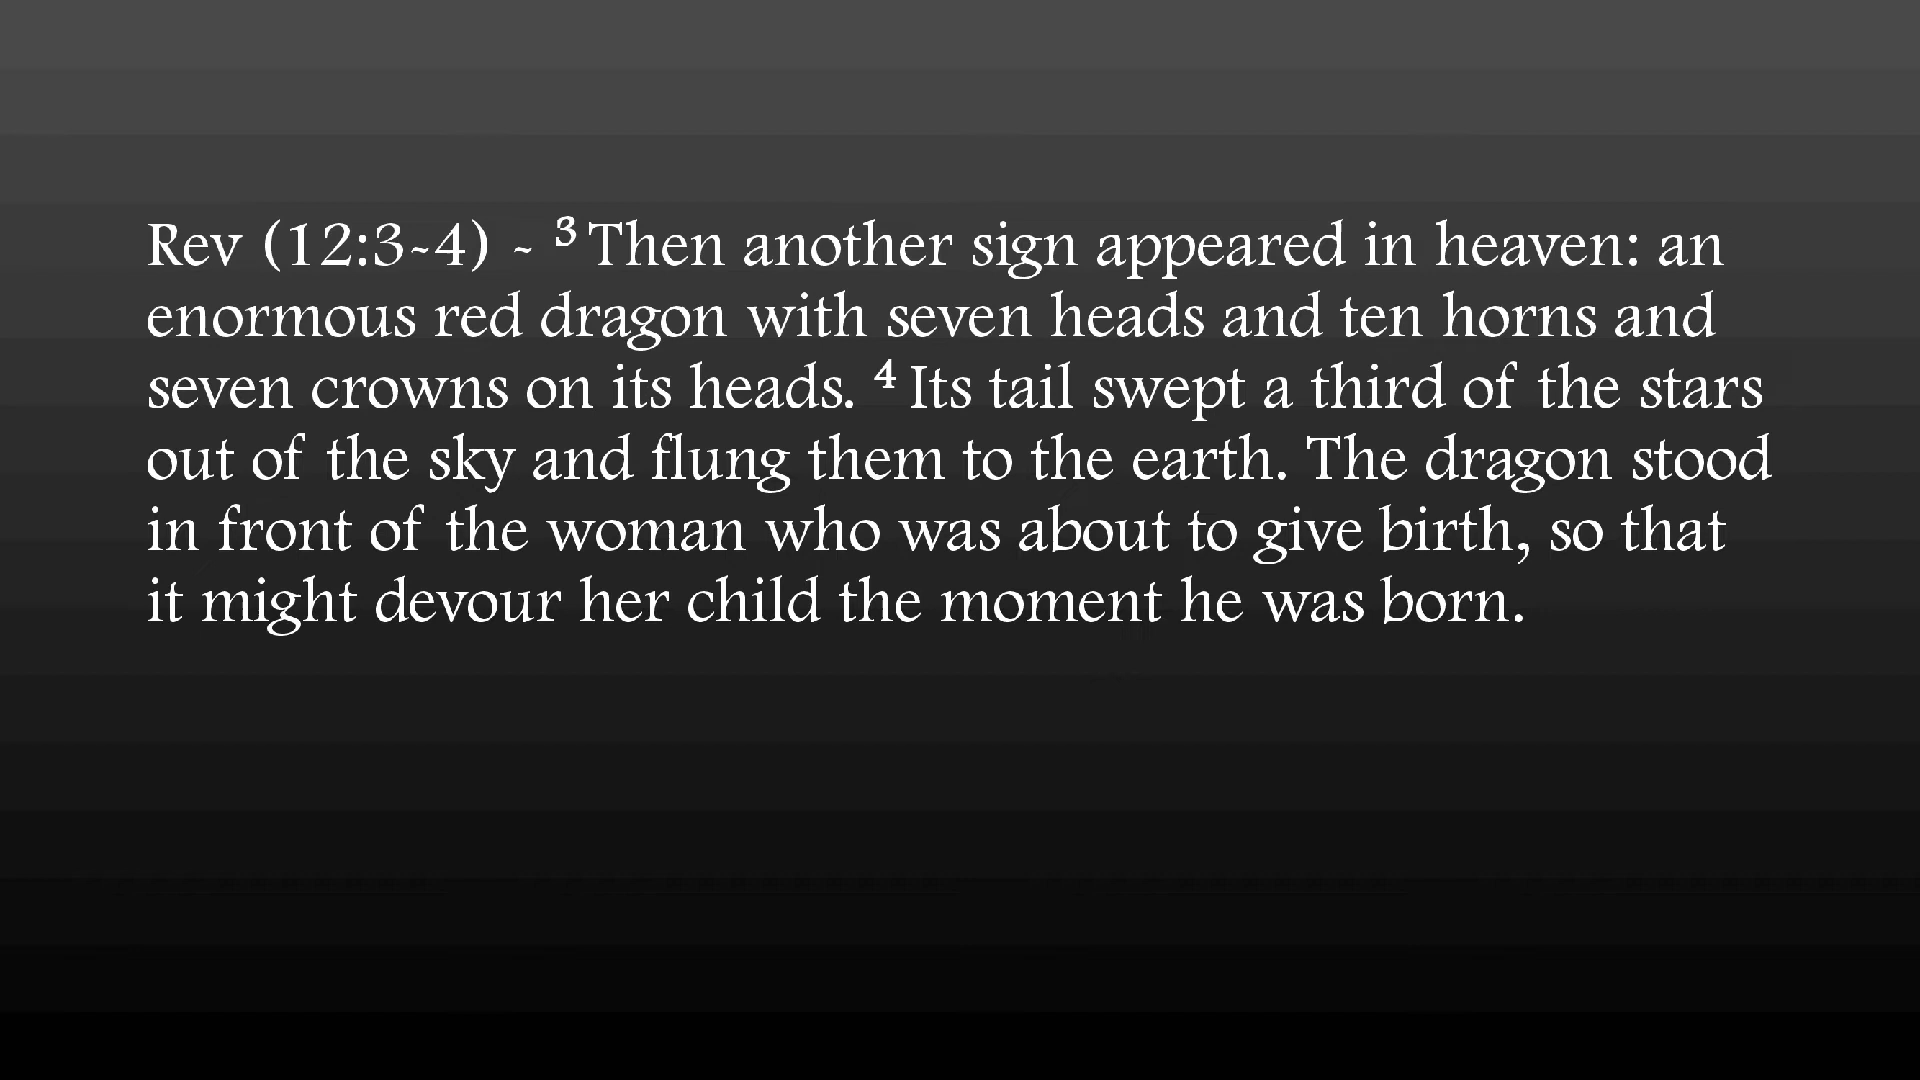 Rev (12:3-4) - ³ Then another sign appeared in heaven: an
enormous red dragon with seven heads and ten horns and
seven crowns on its heads. ⁴ Its tail swept a third of the stars
out of the sky and flung them to the earth. The dragon stood
in front of the woman who was about to give birth, so that
it might devour her child the moment he was born.